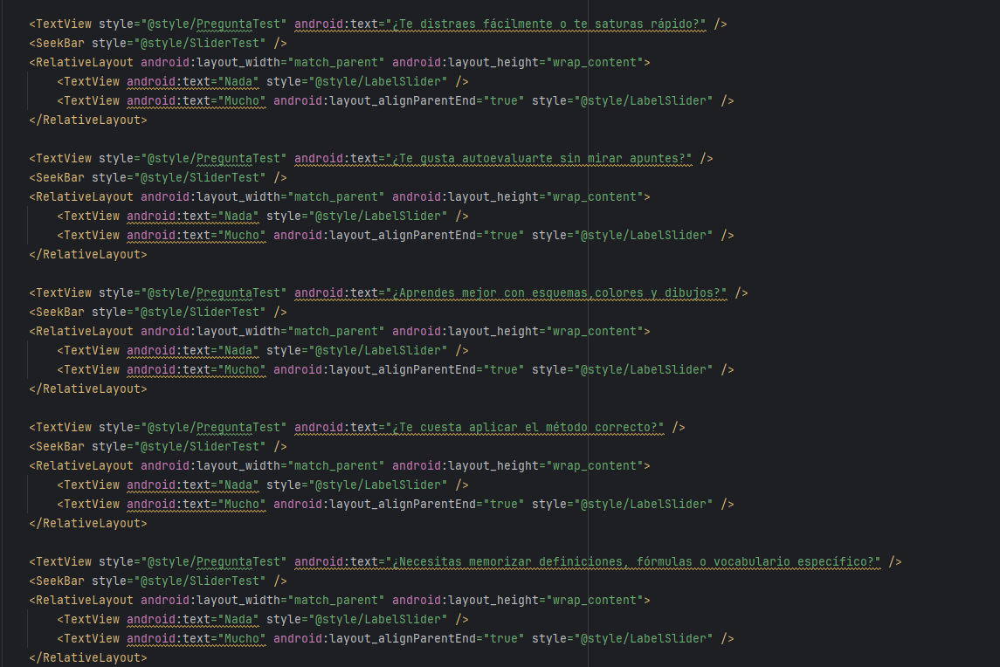 <TextView style="@style/PreguntaTest" android:text="¿Te distraes fácilmente o te saturas rápido?" />
<SeekBar style="@style/SliderTest" />
<RelativeLayout android:layout_width="match_parent" android:layout_height="wrap_content">
<TextView android:text="Nada" style="@style/LabelSlider" />
<TextView android:text="Mucho" android:layout_alignParentEnd="true" style="@style/LabelSlider" />
</RelativeLayout>
<TextView style="@style/PreguntaTest" android:text="¿Te gusta autoevaluarte sin mirar apuntes?" />
<SeekBar style="@style/SliderTest" />
<RelativeLayout android:layout_width="match_parent" android:layout_height="wrap_content">
<TextView android:text="Nada" style="@style/LabelSlider" />
<TextView android:text="Mucho" android:layout_alignParentEnd="true" style="@style/LabelSlider" />
</RelativeLayout>
<TextView style="@style/PreguntaTest" android:text="¿Aprendes mejor con esquemas,colores y dibujos?" />
<SeekBar style="@style/SliderTest" />
<RelativeLayout android:layout_width="match_parent" android:layout_height="wrap_content">
<TextView android:text="Nada" style="@style/LabelSlider" />
<TextView android:text="Mucho" android:layout_alignParentEnd="true" style="@style/LabelSlider" />
</RelativeLayout>
<TextView style="@style/PreguntaTest" android:text="¿Te cuesta aplicar el método correcto?" />
<SeekBar style="@style/SliderTest" />
<RelativeLayout android:layout_width="match_parent" android:layout_height="wrap_content">
<TextView android:text="Nada" style="@style/LabelSlider" />
<TextView android:text="Mucho" android:layout_alignParentEnd="true" style="@style/LabelSlider" />
</RelativeLayout>
<TextView style="@style/PreguntaTest" android:text="¿Necesitas memorizar definiciones, fórmulas o vocabulario específico?" />
<SeekBar style="@style/SliderTest" />
<RelativeLayout android:layout_width="match_parent" android:layout_height="wrap_content">
<TextView android:text="Nada" style="@style/LabelSlider" />
<TextView android:text="Mucho" android:layout_alignParentEnd="true" style="@style/LabelSlider" />
</RelativeLayout>